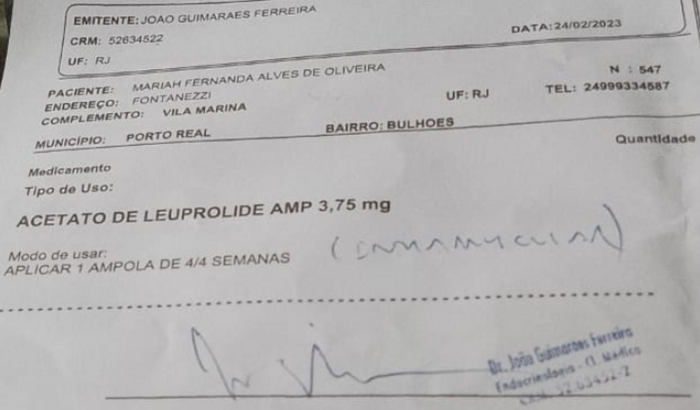 EMITENTE: JOAO GUIMARAES FERREIRA
CRM: 52634522
DATA: 24/02/2023
UF: RJ
PACIENTE: MARIAH FERNANDA ALVES DE OLIVEIRA
N : 547
ENDEREÇO: FONTANEZZI
UF: RJ
TEL: 24999334587
COMPLEMENTO: VILA MARINA
MUNICÍPIO: PORTO REAL
BAIRRO: BULHOES
Quantidade
Medicamento
Tipo de Uso:
ACETATO DE LEUPROLIDE AMP 3,75 mg
Modo de usar:
APLICAR 1 AMPOLA DE 4/4 SEMANAS
Dr. João Guimarães Ferreira
Endocrinologia - Cl. Médica